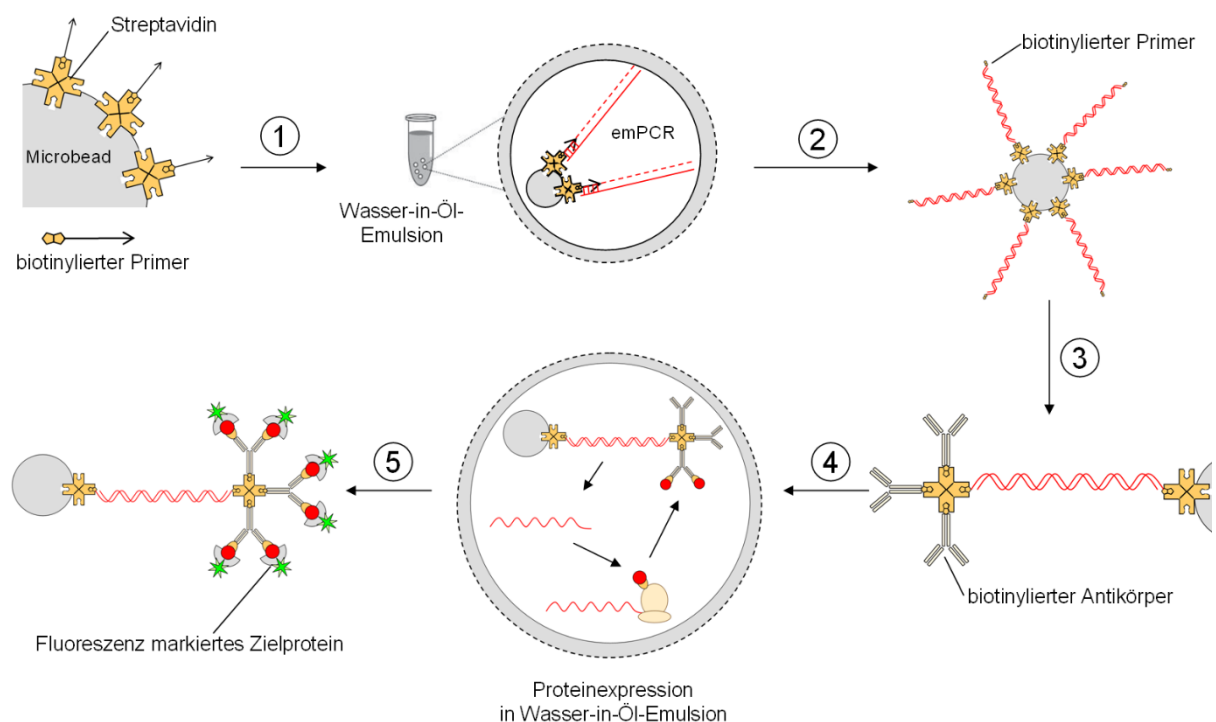 Streptavidin
Microbead
biotinylierter Primer
1
Wasser-in-Öl-
Emulsion
emPCR
2
biotinylierter Primer
3
biotinylierter Antikörper
4
Proteinexpression
in Wasser-in-Öl-Emulsion
5
Fluoreszenz markiertes Zielprotein